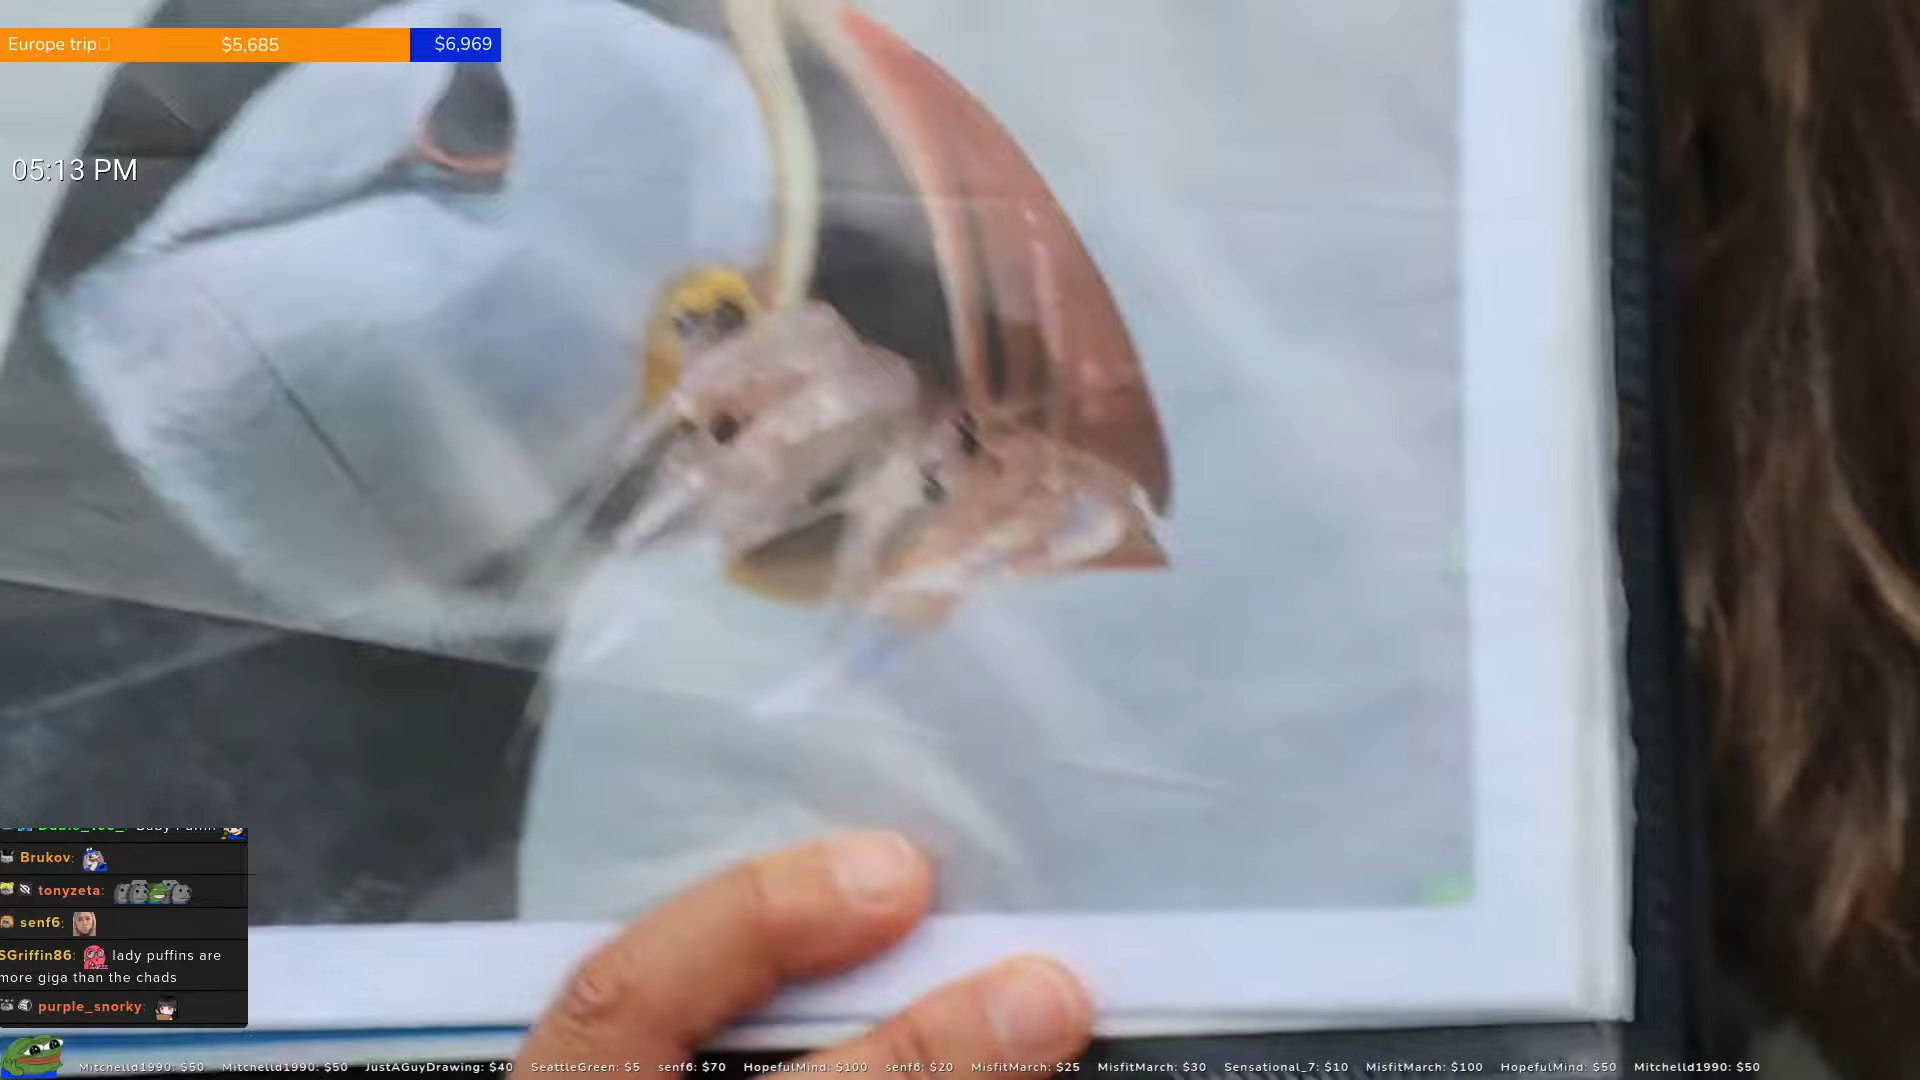 Europe trip
$5,685
$6,969
05:13 PM
Brukov:
tonyzeta:
senf6:
SGriffin86: lady puffins are
more giga than the chads
purple_snorky:
Mitchelld1990: $50 Mitchelld1990: $50 JustAGuyDrawing: $40 SeattleGreen: $5 senf6: $70 HopefulMind: $100 senf6: $20 MisfitMarch: $25 MisfitMarch: $30 Sensational_7: $10 MisfitMarch: $100 HopefulMind: $50 Mitchelld1990: $50